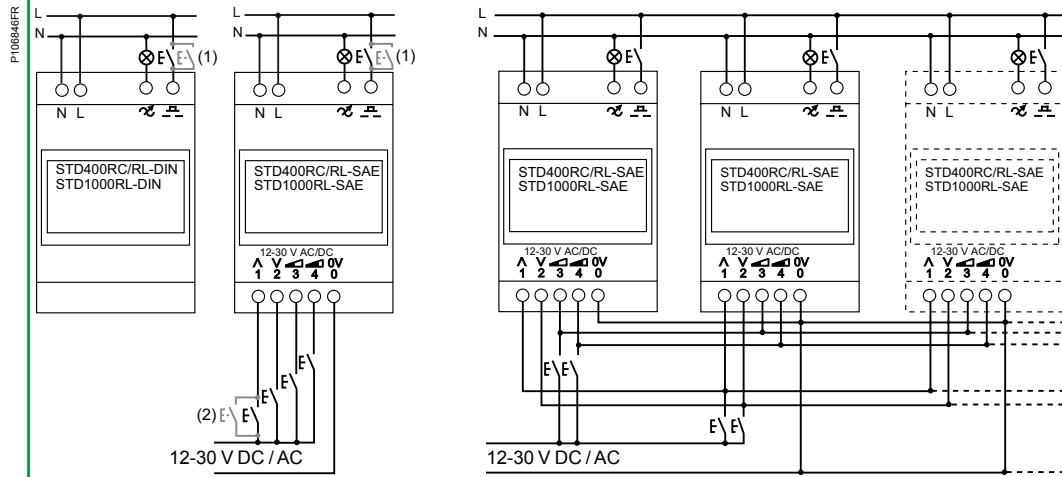 P106846FR
L
N
(1)
N L
STD400RC/RL-DIN
STD1000RL-DIN
L
N
(1)
N L
STD400RC/RL-SAE
STD1000RL-SAE
12-30 V AC/DC
0V
1 2 3 4 0
(2)
12-30 V DC / AC
L
N
N L
STD400RC/RL-SAE
STD1000RL-SAE
12-30 V AC/DC
0V
1 2 3 4 0
N L
STD400RC/RL-SAE
STD1000RL-SAE
12-30 V AC/DC
0V
1 2 3 4 0
N L
STD400RC/RL-SAE
STD1000RL-SAE
12-30 V AC/DC
0V
1 2 3 4 0
12-30 V DC / AC